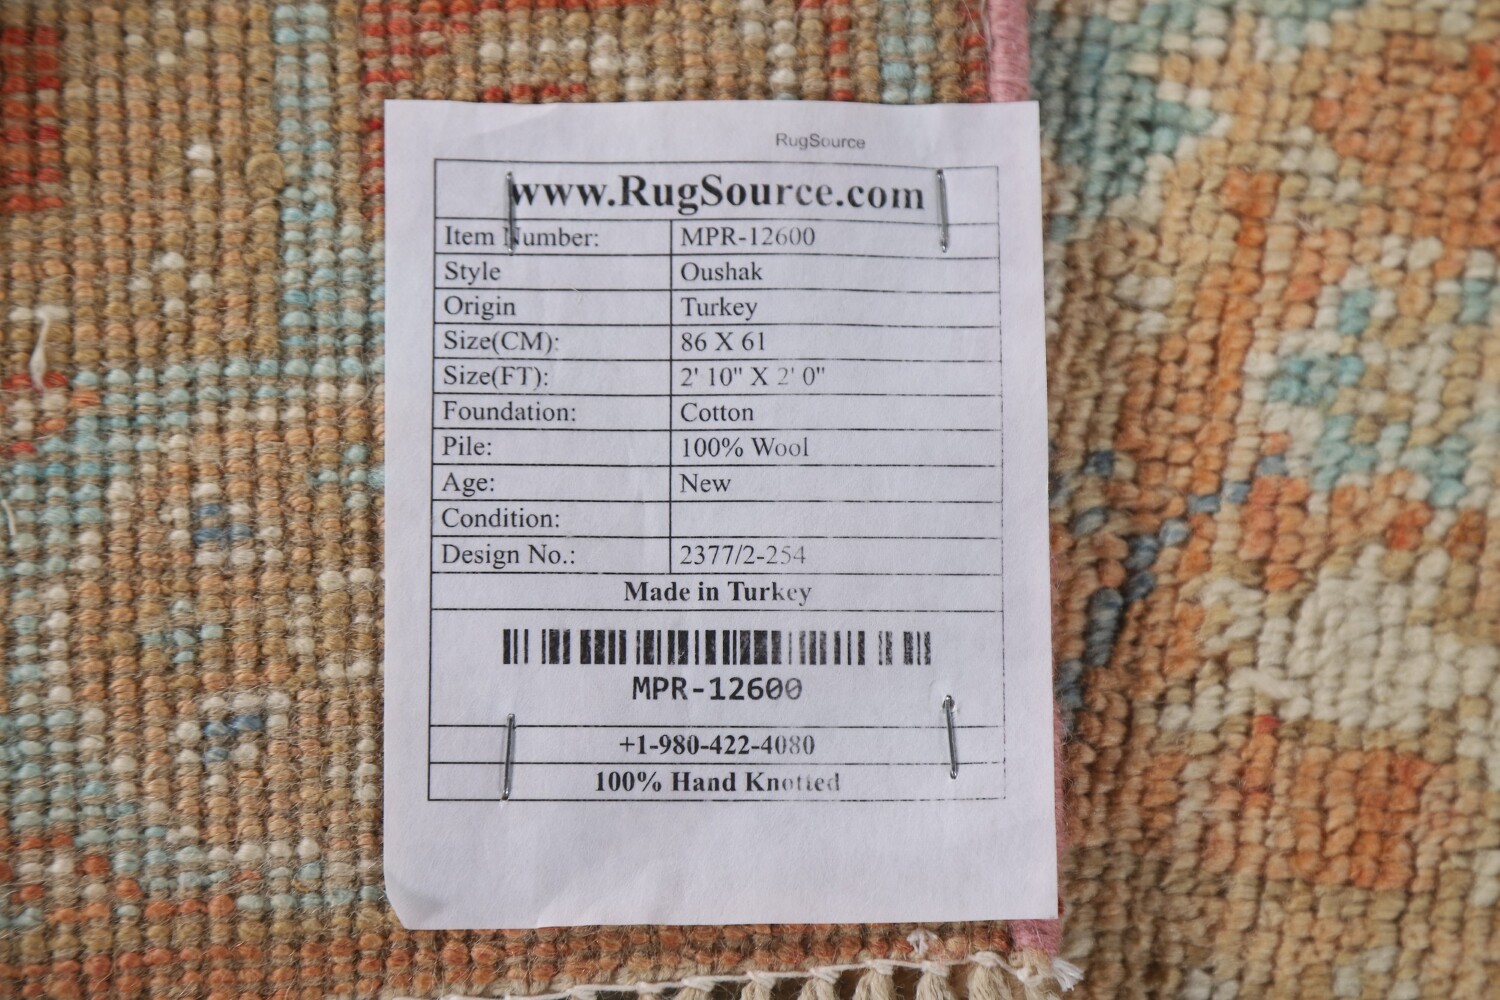 RugSource
www.RugSource.com
Item Number: MPR-12600
Style Oushak
Origin Turkey
Size(CM): 86 X 61
Size(FT): 2' 10" X 2' 0"
Foundation: Cotton
Pile: 100% Wool
Age: New
Condition:
Design No.: 2377/2-254
Made in Turkey
MPR-12600
+1-980-422-4080
100% Hand Knotted